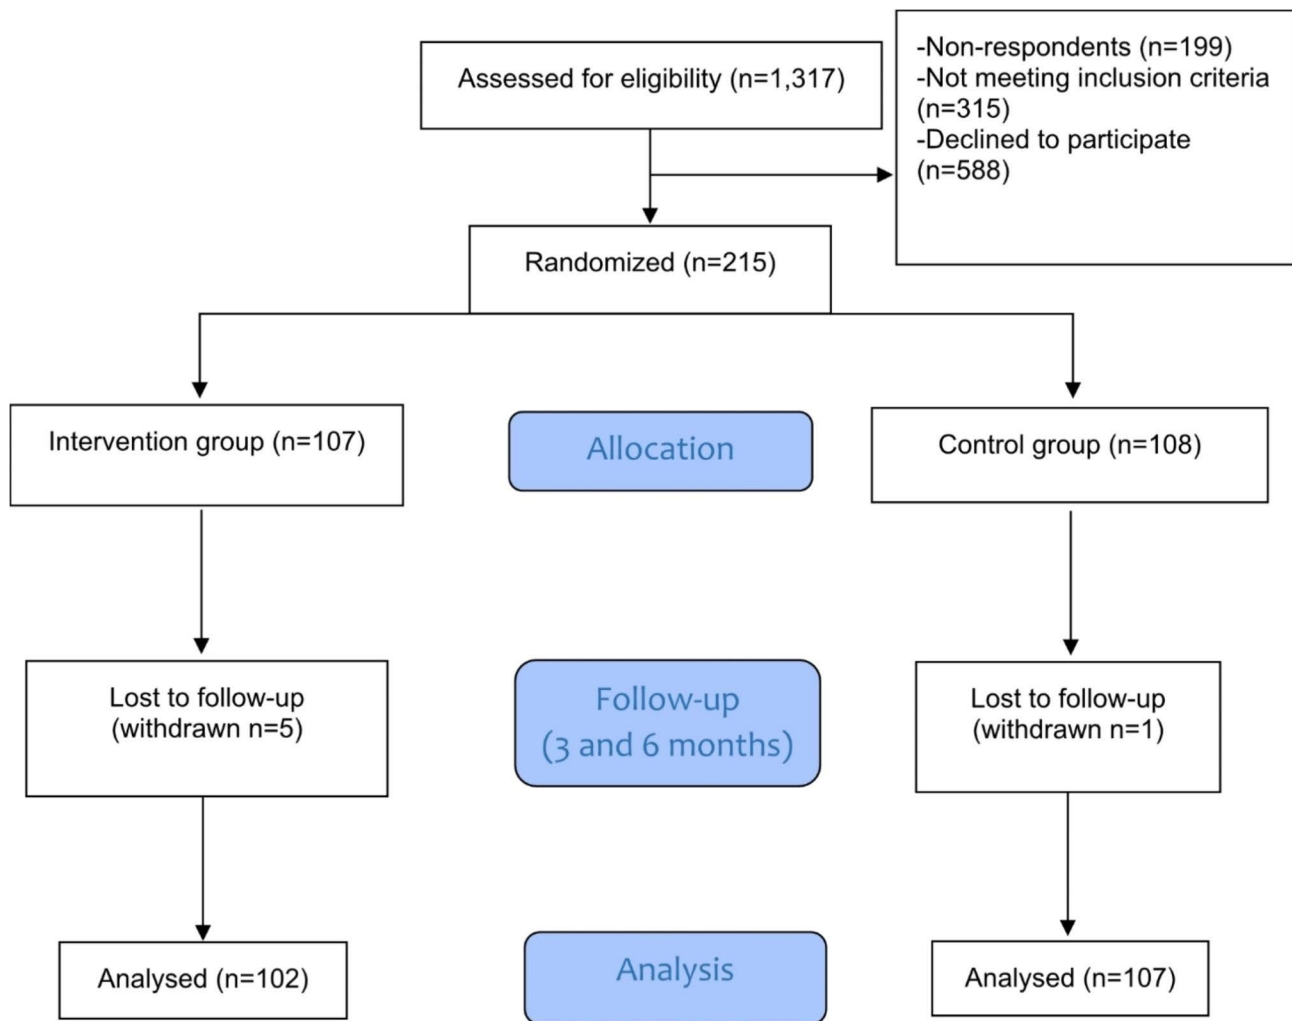 Assessed for eligibility (n=1,317)
-Non-respondents (n=199)
-Not meeting inclusion criteria
(n=315)
-Declined to participate
(n=588)
Randomized (n=215)
Intervention group (n=107)
Allocation
Control group (n=108)
Lost to follow-up
(withdrawn n=5)
Follow-up
(3 and 6 months)
Lost to follow-up
(withdrawn n=1)
Analysed (n=102)
Analysis
Analysed (n=107)